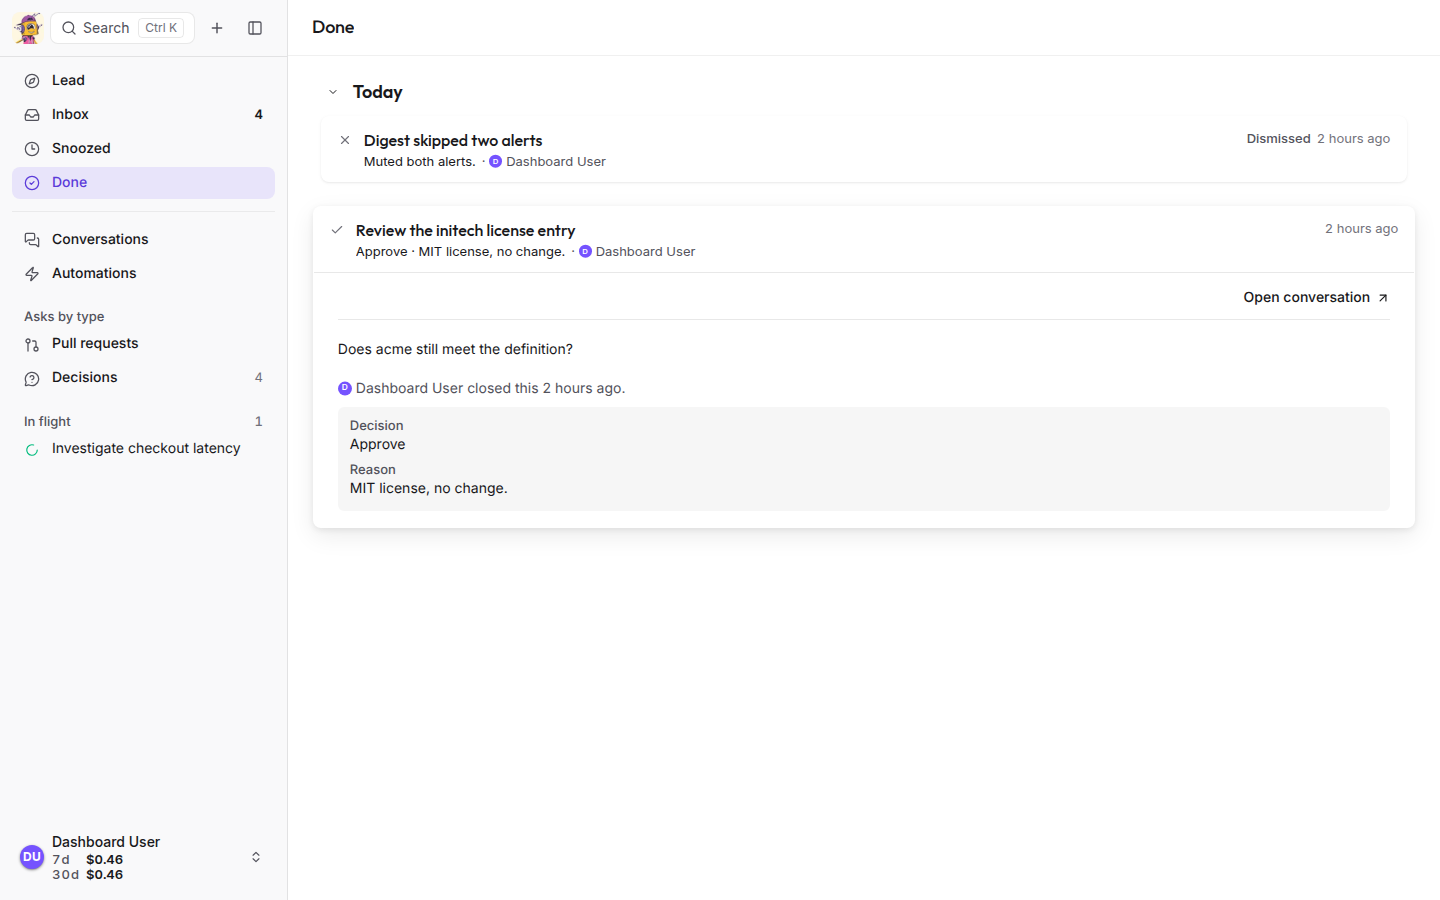 Search Ctrl K
Lead
Inbox 4
Snoozed
Done
Conversations
Automations
Asks by type
Pull requests
Decisions 4
In flight 1
Investigate checkout latency
DU Dashboard User
7d $0.46
30d $0.46
Done
Today
Digest skipped two alerts Dismissed 2 hours ago
Muted both alerts. · D Dashboard User
Review the initech license entry 2 hours ago
Approve · MIT license, no change. · D Dashboard User
Open conversation
Does acme still meet the definition?
D Dashboard User closed this 2 hours ago.
Decision
Approve
Reason
MIT license, no change.